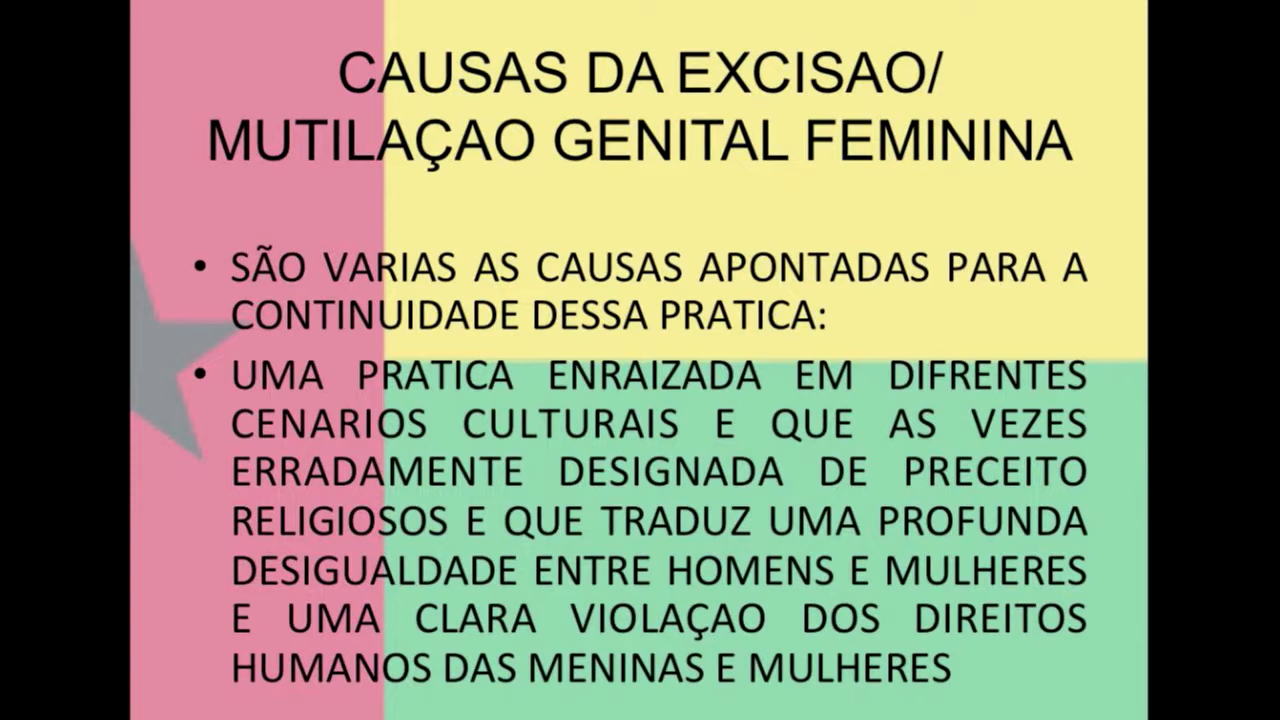 CAUSAS DA EXCISAO/
MUTILAÇAO GENITAL FEMININA
• SÃO VARIAS AS CAUSAS APONTADAS PARA A
CONTINUIDADE DESSA PRATICA:
• UMA PRATICA ENRAIZADA EM DIFRENTES
CENARIOS CULTURAIS E QUE AS VEZES
ERRADAMENTE DESIGNADA DE PRECEITO
RELIGIOSOS E QUE TRADUZ UMA PROFUNDA
DESIGUALDADE ENTRE HOMENS E MULHERES
E UMA CLARA VIOLAÇAO DOS DIREITOS
HUMANOS DAS MENINAS E MULHERES